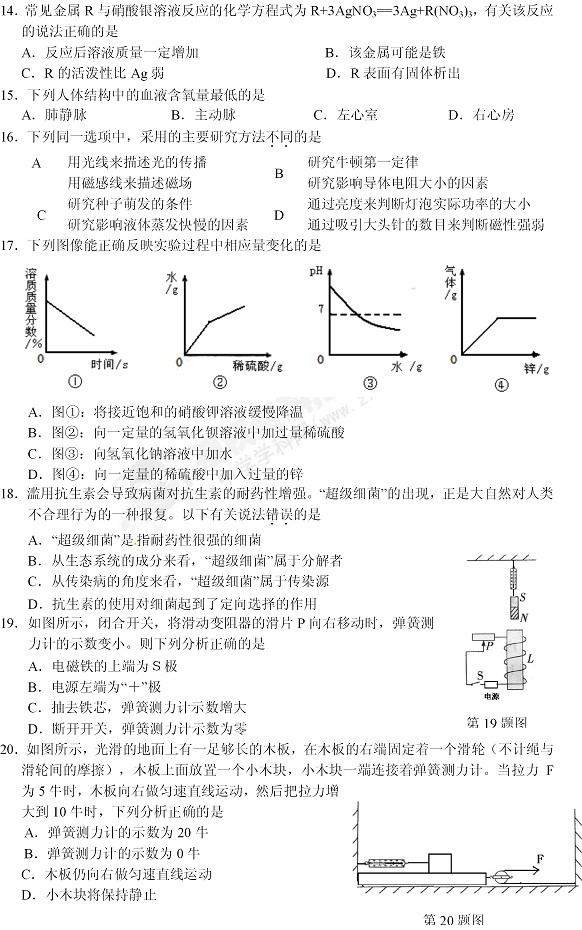 14．常见金属 R 与硝酸银溶液反应的化学方程式为 R+3AgNO₃==3Ag+R(NO₃)₃，有关该反应
的说法正确的是
A．反应后溶液质量一定增加 B．该金属可能是铁
C．R 的活泼性比 Ag 弱 D．R 表面有固体析出
15．下列人体结构中的血液含氧量最低的是
A．肺静脉 B．主动脉 C．左心室 D．右心房
16．下列同一选项中，采用的主要研究方法不同的是
A 用光线来描述光的传播
用磁感线来描述磁场
B 研究牛顿第一定律
研究影响导体电阻大小的因素
C 研究种子萌发的条件
研究影响液体蒸发快慢的因素
D 通过亮度来判断灯泡实际功率的大小
通过吸引大头针的数目来判断磁性强弱
17．下列图像能正确反映实验过程中相应量变化的是
溶质质量分数/%
0
时间/s
①
水/g
0
稀硫酸/g
②
pH
7
0
水 /g
③
气体/g
0
锌/g
④
A．图①：将接近饱和的硝酸钾溶液缓慢降温
B．图②：向一定量的氢氧化钡溶液中加过量稀硫酸
C．图③：向氢氧化钠溶液中加水
D．图④：向一定量的稀硫酸中加入过量的锌
18．滥用抗生素会导致病菌对抗生素的耐药性增强。“超级细菌”的出现，正是大自然对人类
不合理行为的一种报复。以下有关说法错误的是
A．“超级细菌”是指耐药性很强的细菌
B．从生态系统的成分来看，“超级细菌”属于分解者
C．从传染病的角度来看，“超级细菌”属于传染源
D．抗生素的使用对细菌起到了定向选择的作用
19．如图所示，闭合开关，将滑动变阻器的滑片 P 向右移动时，弹簧测
力计的示数变小。则下列分析正确的是
A．电磁铁的上端为 S 极
B．电源左端为“＋”极
C．抽去铁芯，弹簧测力计示数增大
D．断开开关，弹簧测力计示数为零
S
N
P
L
S
电源
第 19 题图
20．如图所示，光滑的地面上有一足够长的木板，在木板的右端固定着一个滑轮（不计绳与
滑轮间的摩擦），木板上面放置一个小木块，小木块一端连接着弹簧测力计。当拉力 F
为 5 牛时，木板向右做匀速直线运动，然后把拉力增
大到 10 牛时，下列分析正确的是
A．弹簧测力计的示数为 20 牛
B．弹簧测力计的示数为 0 牛
C．木板仍向右做匀速直线运动
D．小木块将保持静止
F
第 20 题图